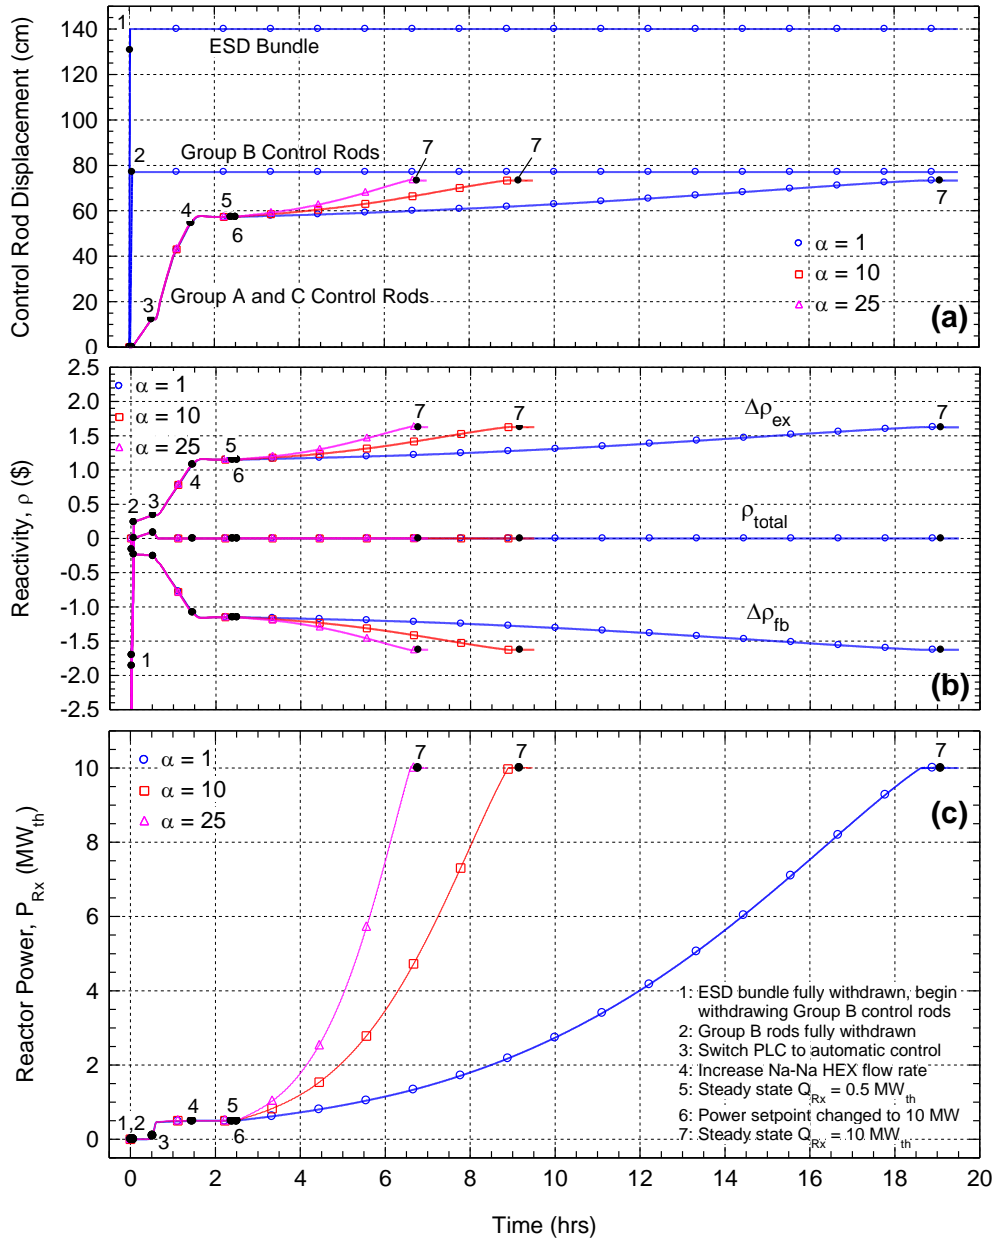 Control Rod Displacement (cm)
140
120
100
80
60
40
20
0
1
ESD Bundle
2
Group B Control Rods
7
7
7
5
4
6
3
Group A and C Control Rods
α = 1
α = 10
α = 25
(a)
Reactivity, ρ ($)
2.5
2.0
1.5
1.0
0.5
0
-0.5
-1.0
-1.5
-2.0
-2.5
α = 1
α = 10
α = 25
7
7
7
Δρex
5
6
4
2
3
ρtotal
Δρfb
1
(b)
Reactor Power, PRx (MWth)
10
8
6
4
2
0
α = 1
α = 10
α = 25
7
7
7
(c)
1,2
3
4
5
6
1: ESD bundle fully withdrawn, begin
withdrawing Group B control rods
2: Group B rods fully withdrawn
3: Switch PLC to automatic control
4: Increase Na-Na HEX flow rate
5: Steady state QRx = 0.5 MWth
6: Power setpoint changed to 10 MW
7: Steady state QRx = 10 MWth
0 2 4 6 8 10 12 14 16 18 20
Time (hrs)